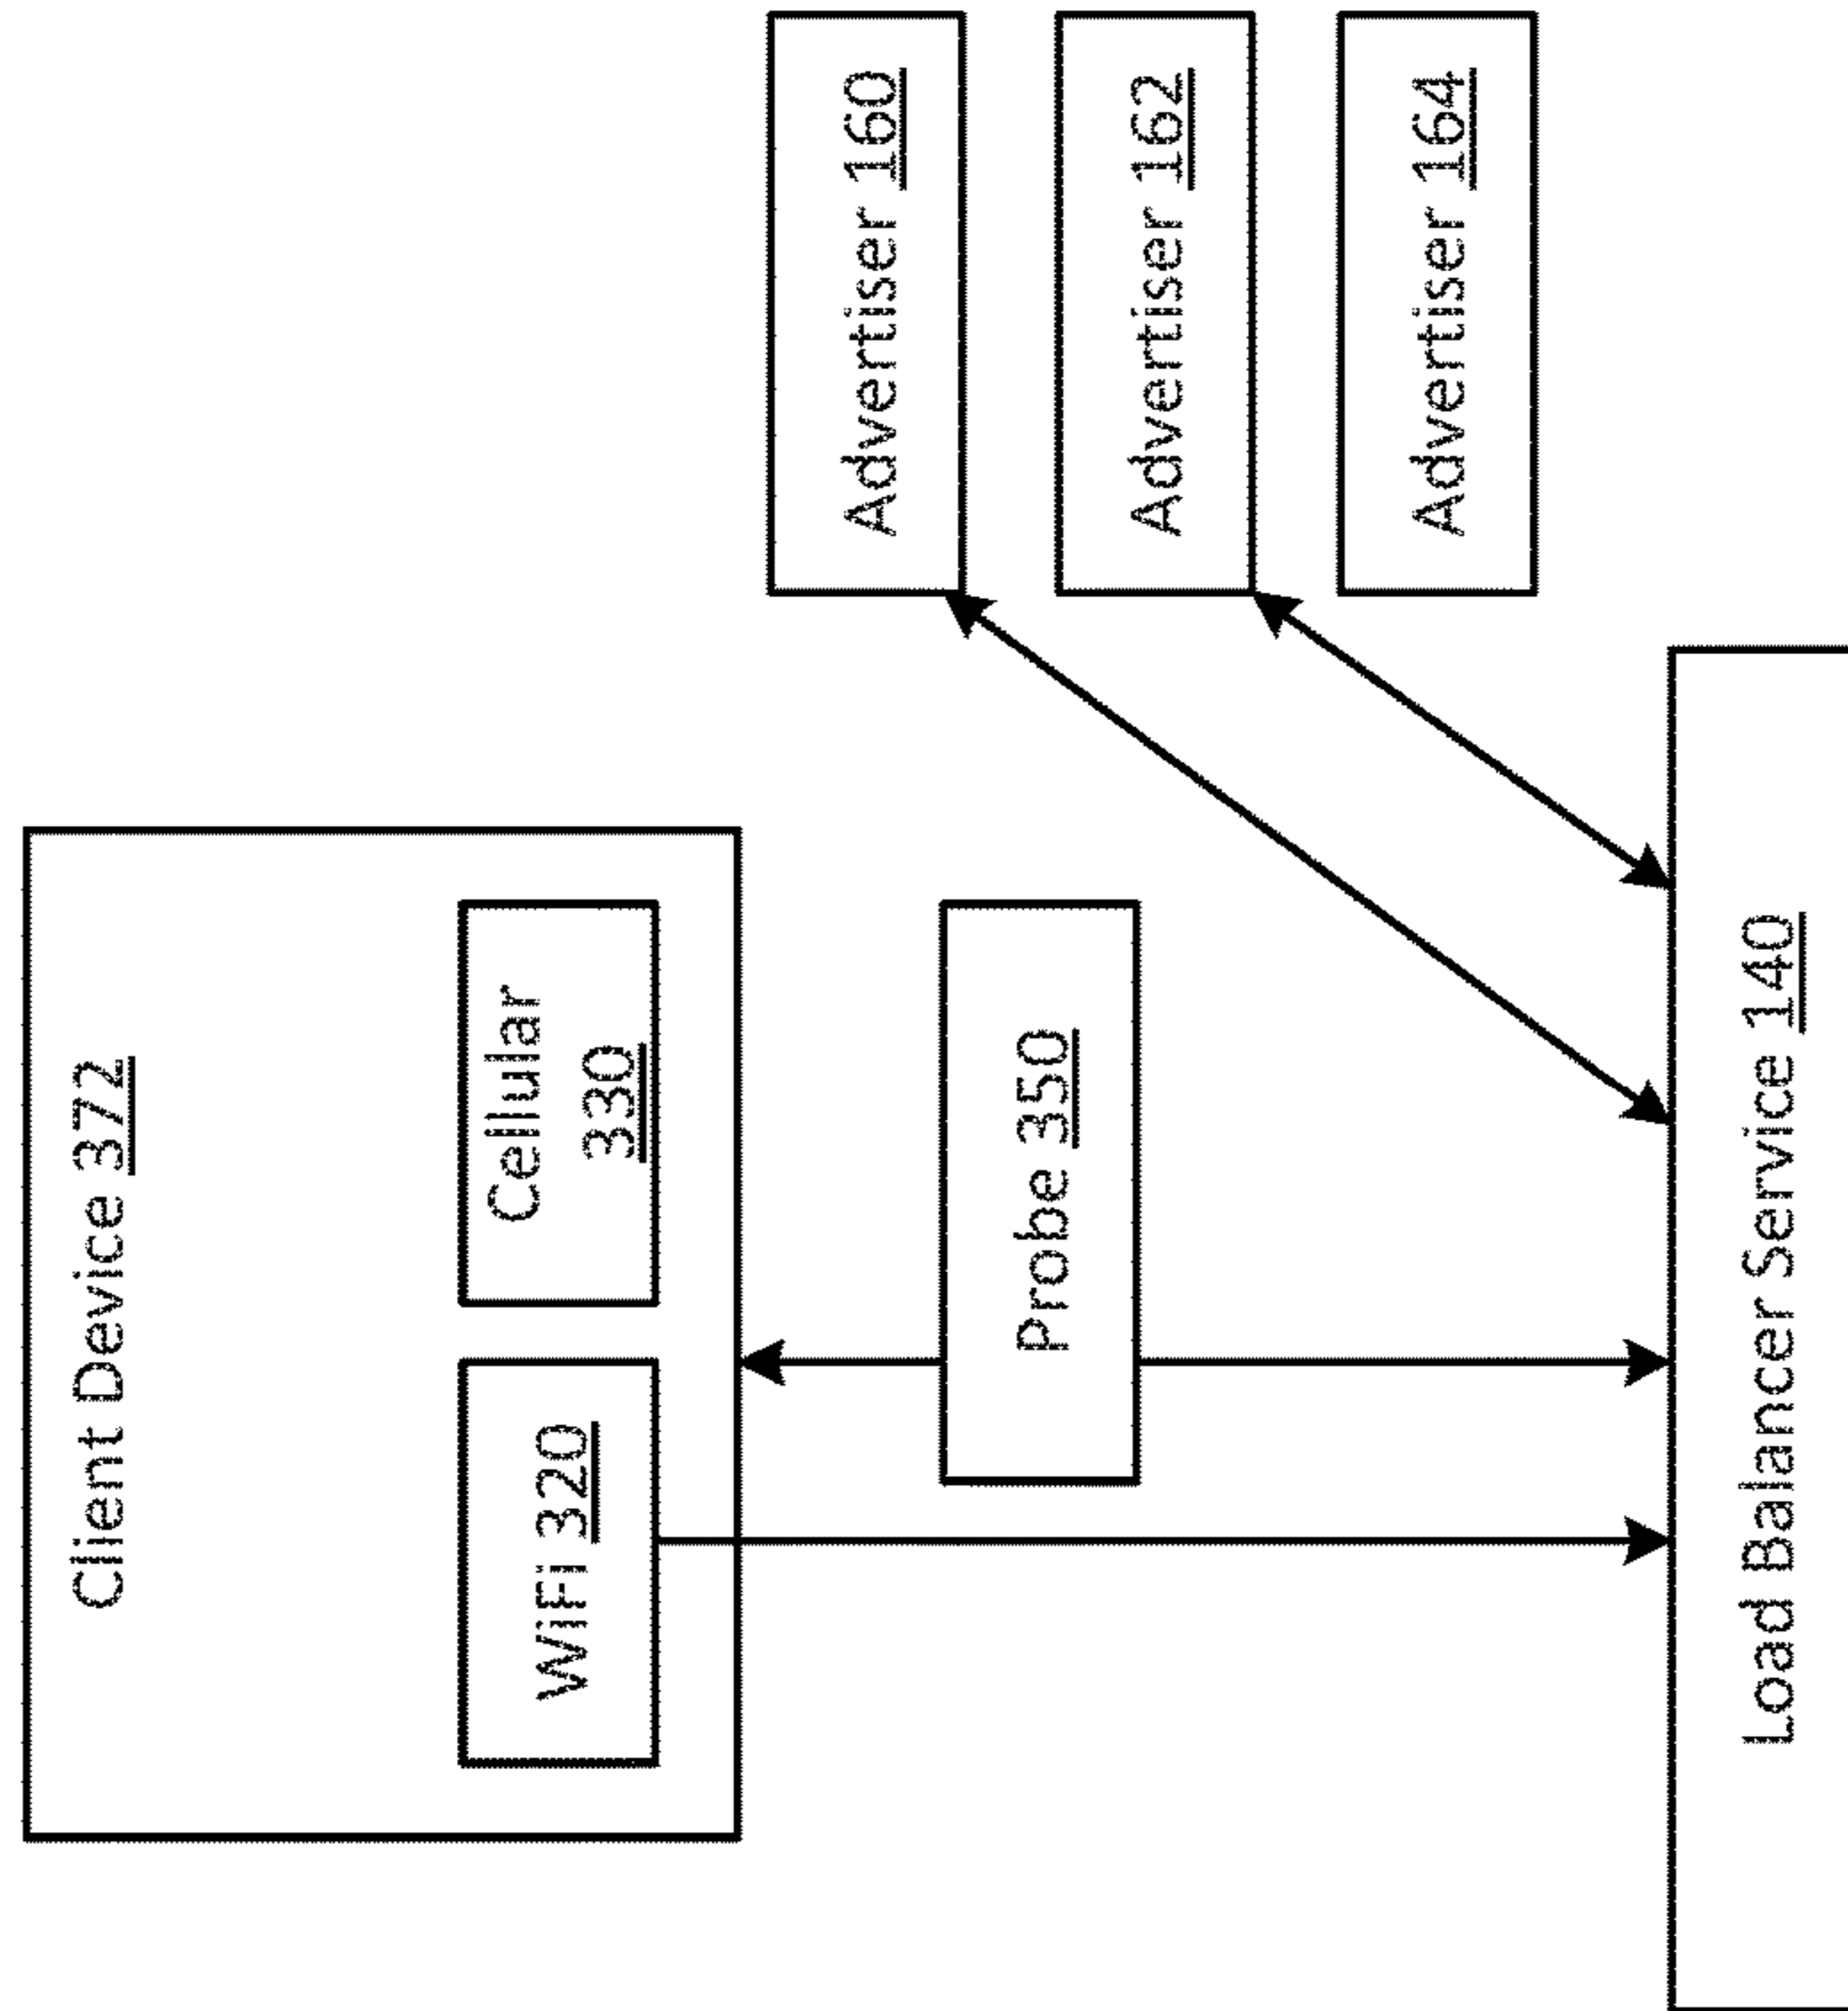 Client Device 372
WiFi 320
Cellular
330
Probe 350
Advertiser 160
Advertiser 162
Advertiser 164
Load Balancer Service 140